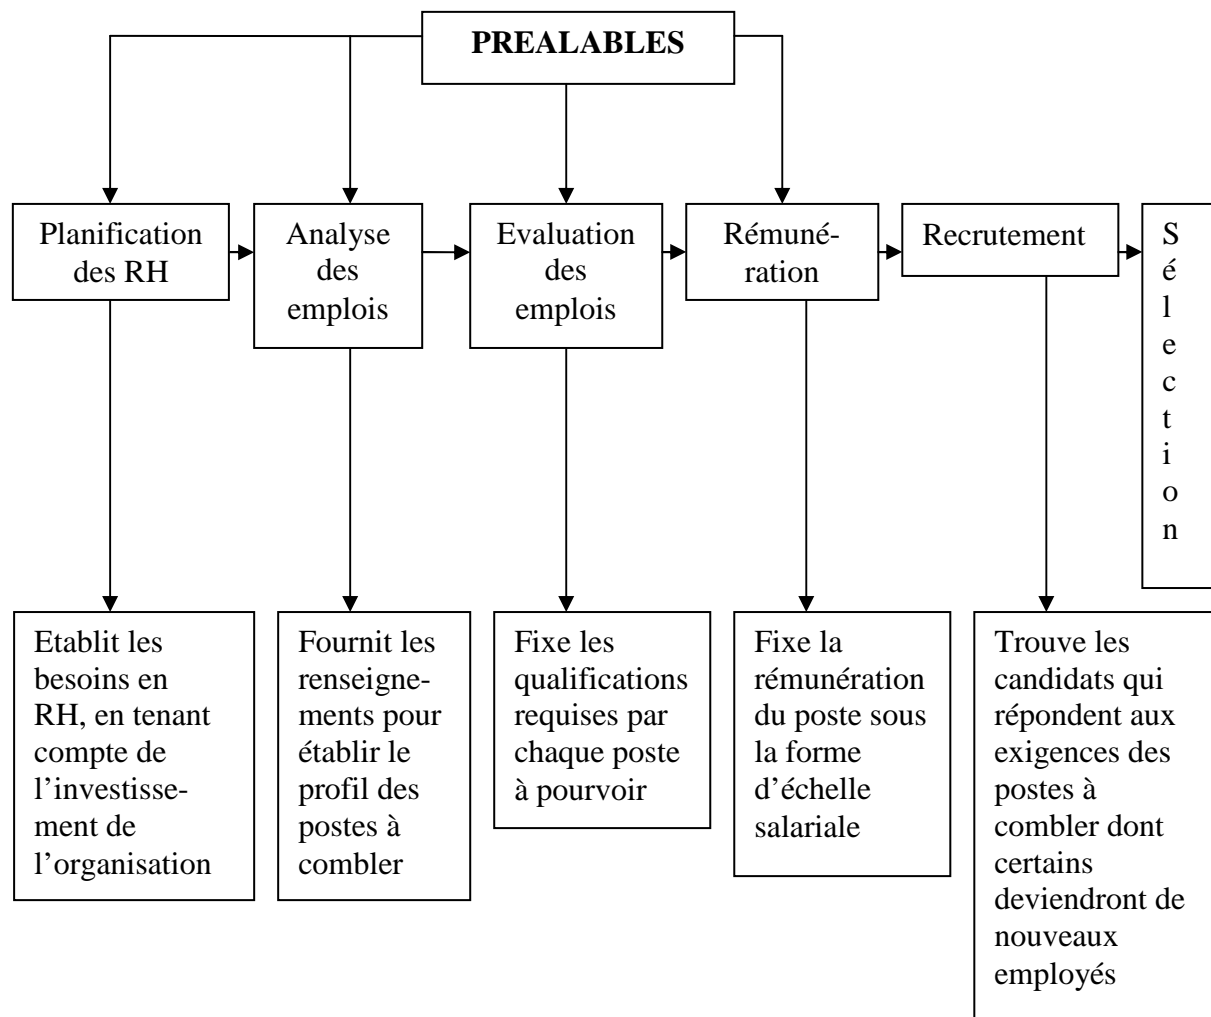 PREALABLES
Planification
des RH
Analyse
des
emplois
Evaluation
des
emplois
Rémuné-
ration
Recrutement
S
é
l
e
c
t
i
o
n
Etablit les
besoins en
RH, en tenant
compte de
l’investisse-
ment de
l’organisation
Fournit les
renseigne-
ments pour
établir le
profil des
postes à
combler
Fixe les
qualifications
requises par
chaque poste
à pourvoir
Fixe la
rémunération
du poste sous
la forme
d’échelle
salariale
Trouve les
candidats qui
répondent aux
exigences des
postes à
combler dont
certains
deviendront de
nouveaux
employés